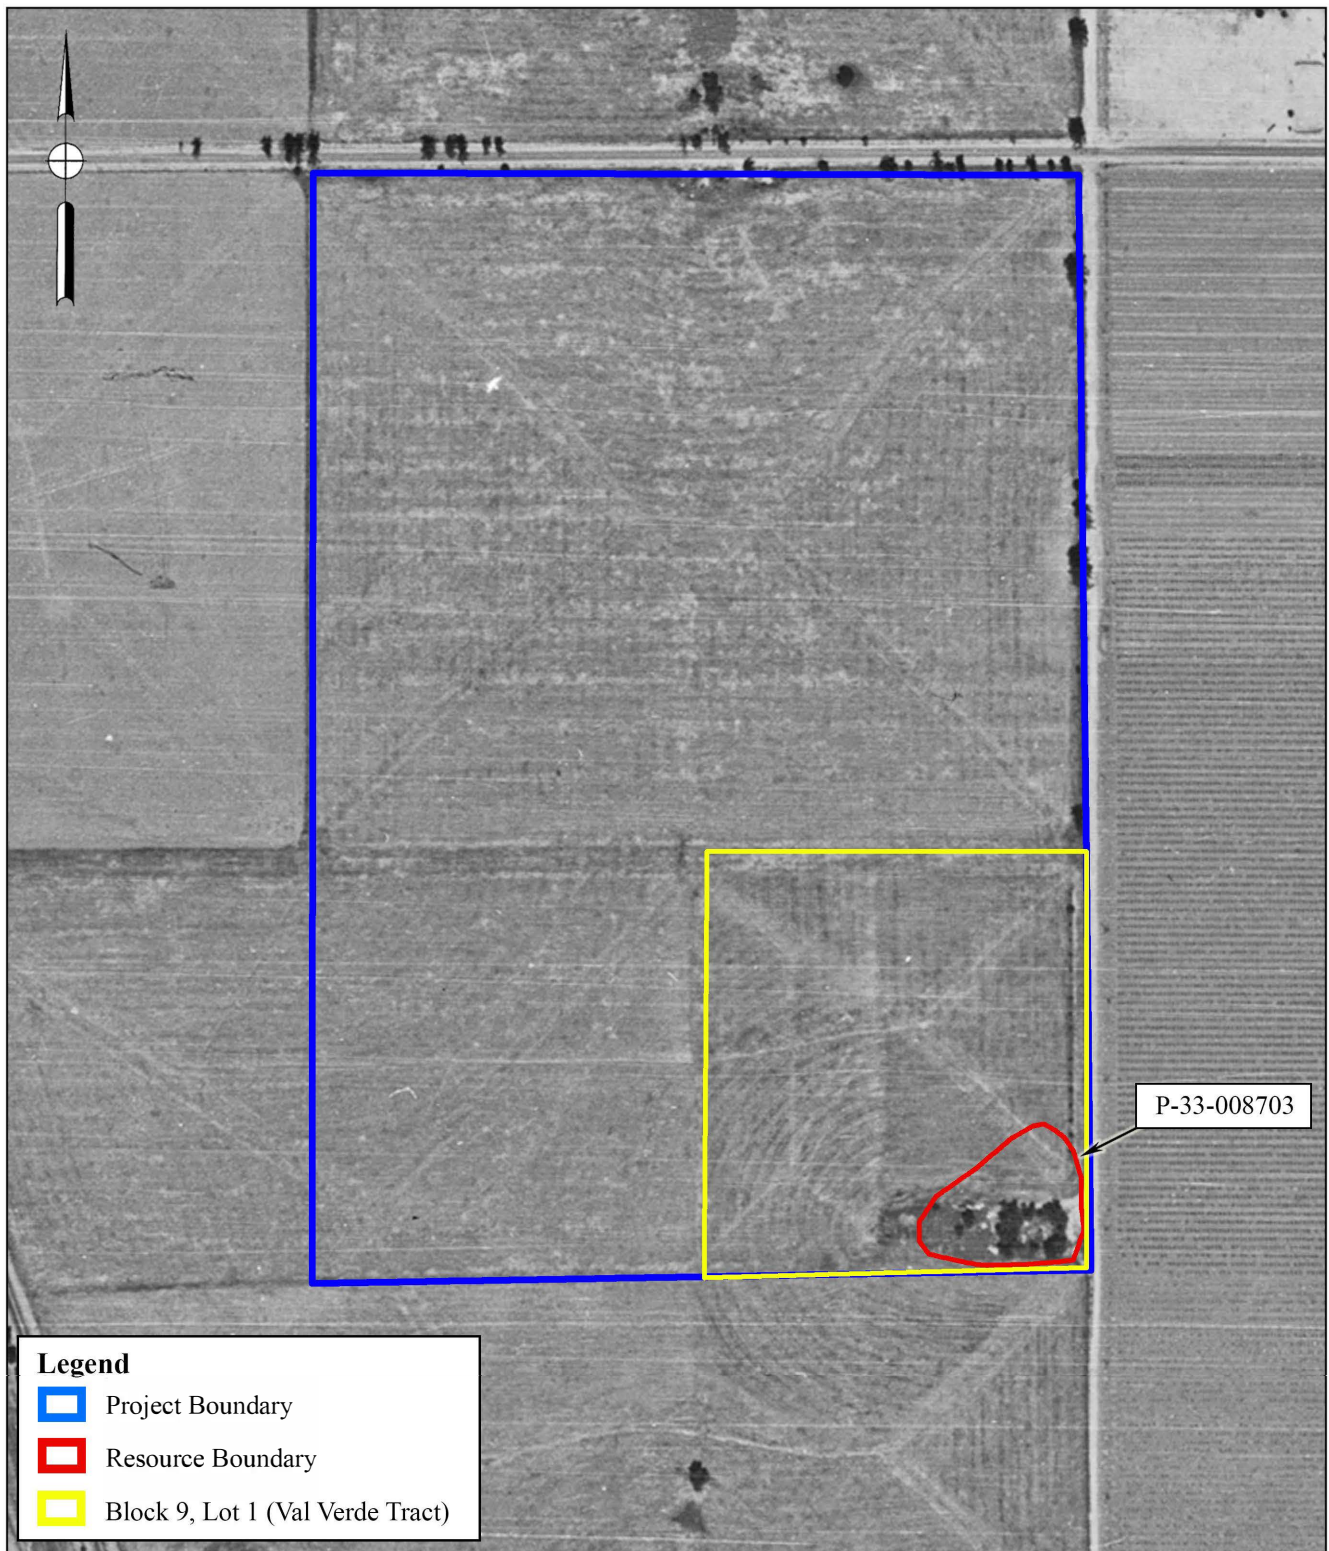 P-33-008703
Legend
Project Boundary
Resource Boundary
Block 9, Lot 1 (Val Verde Tract)